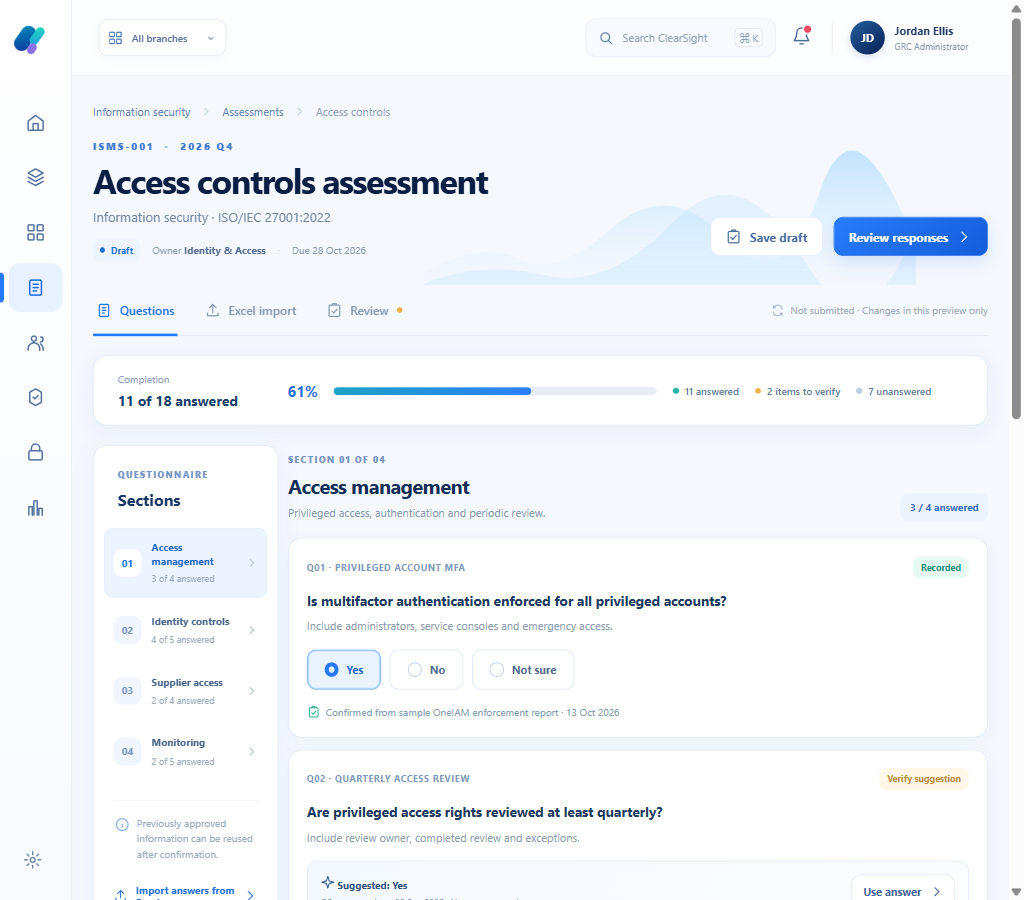 All branches
Search ClearSight
⌘ K
JD
Jordan Ellis
GRC Administrator
Information security
Assessments
Access controls
ISMS-001 - 2026 Q4
Access controls assessment
Information security · ISO/IEC 27001:2022
Draft
Owner Identity & Access · Due 28 Oct 2026
Save draft
Review responses
Questions
Excel import
Review
Not submitted · Changes in this preview only
Completion
11 of 18 answered
61%
11 answered
2 items to verify
7 unanswered
QUESTIONNAIRE
Sections
01
Access
management
3 of 4 answered
02
Identity controls
4 of 5 answered
03
Supplier access
2 of 4 answered
04
Monitoring
2 of 5 answered
Previously approved
information can be reused
after confirmation.
Import answers from
SECTION 01 OF 04
Access management
Privileged access, authentication and periodic review.
3 / 4 answered
Q01 · PRIVILEGED ACCOUNT MFA
Recorded
Is multifactor authentication enforced for all privileged accounts?
Include administrators, service consoles and emergency access.
Yes
No
Not sure
Confirmed from sample OneIAM enforcement report · 13 Oct 2026
Q02 · QUARTERLY ACCESS REVIEW
Verify suggestion
Are privileged access rights reviewed at least quarterly?
Include review owner, completed review and exceptions.
Suggested: Yes
Use answer